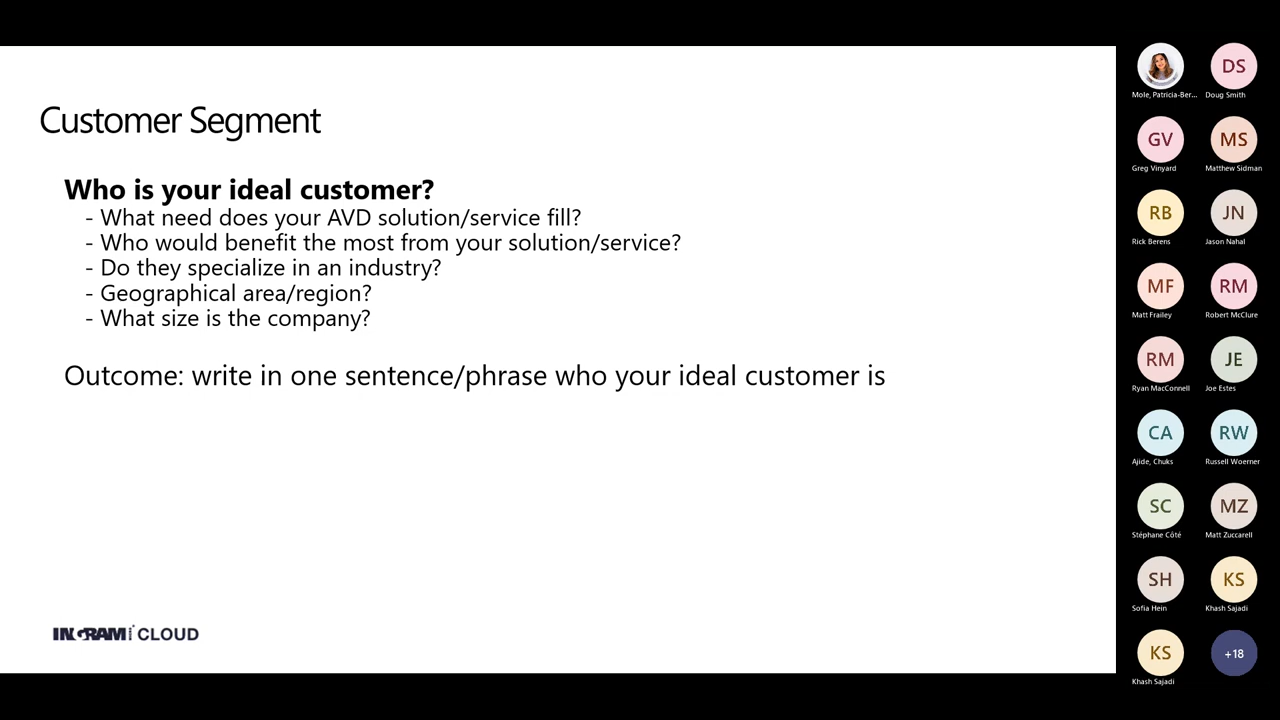 Customer Segment
Who is your ideal customer?
- What need does your AVD solution/service fill?
- Who would benefit the most from your solution/service?
- Do they specialize in an industry?
- Geographical area/region?
- What size is the company?
Outcome: write in one sentence/phrase who your ideal customer is
INGRAM MICRO CLOUD
Mole, Patricia-Ber...
DS
Doug Smith
GV
Greg Vinyard
MS
Matthew Sidman
RB
Rick Berens
JN
Jason Nahal
MF
Matt Frailey
RM
Robert McClure
RM
Ryan MacConnell
JE
Joe Estes
CA
Ajide, Chuks
RW
Russell Woerner
SC
Stéphane Côté
MZ
Matt Zuccarell
SH
Sofia Hein
KS
Khash Sajadi
KS
Khash Sajadi
+18